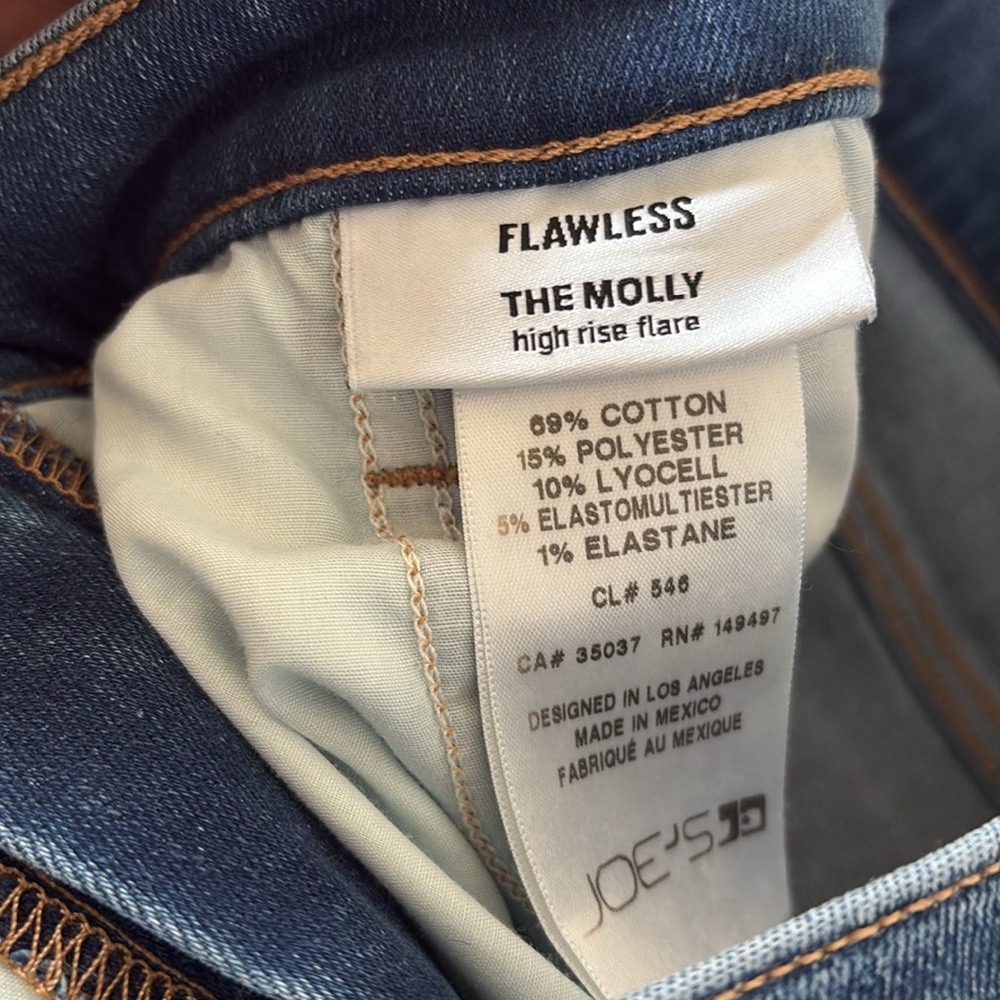 FLAWLESS
THE MOLLY
high rise flare
69% COTTON
15% POLYESTER
10% LYOCELL
5% ELASTOMULTIESTER
1% ELASTANE
CL# 546
CA# 35037 RN# 149497
DESIGNED IN LOS ANGELES
MADE IN MEXICO
FABRIQUÉ AU MEXIQUE
JOE'S